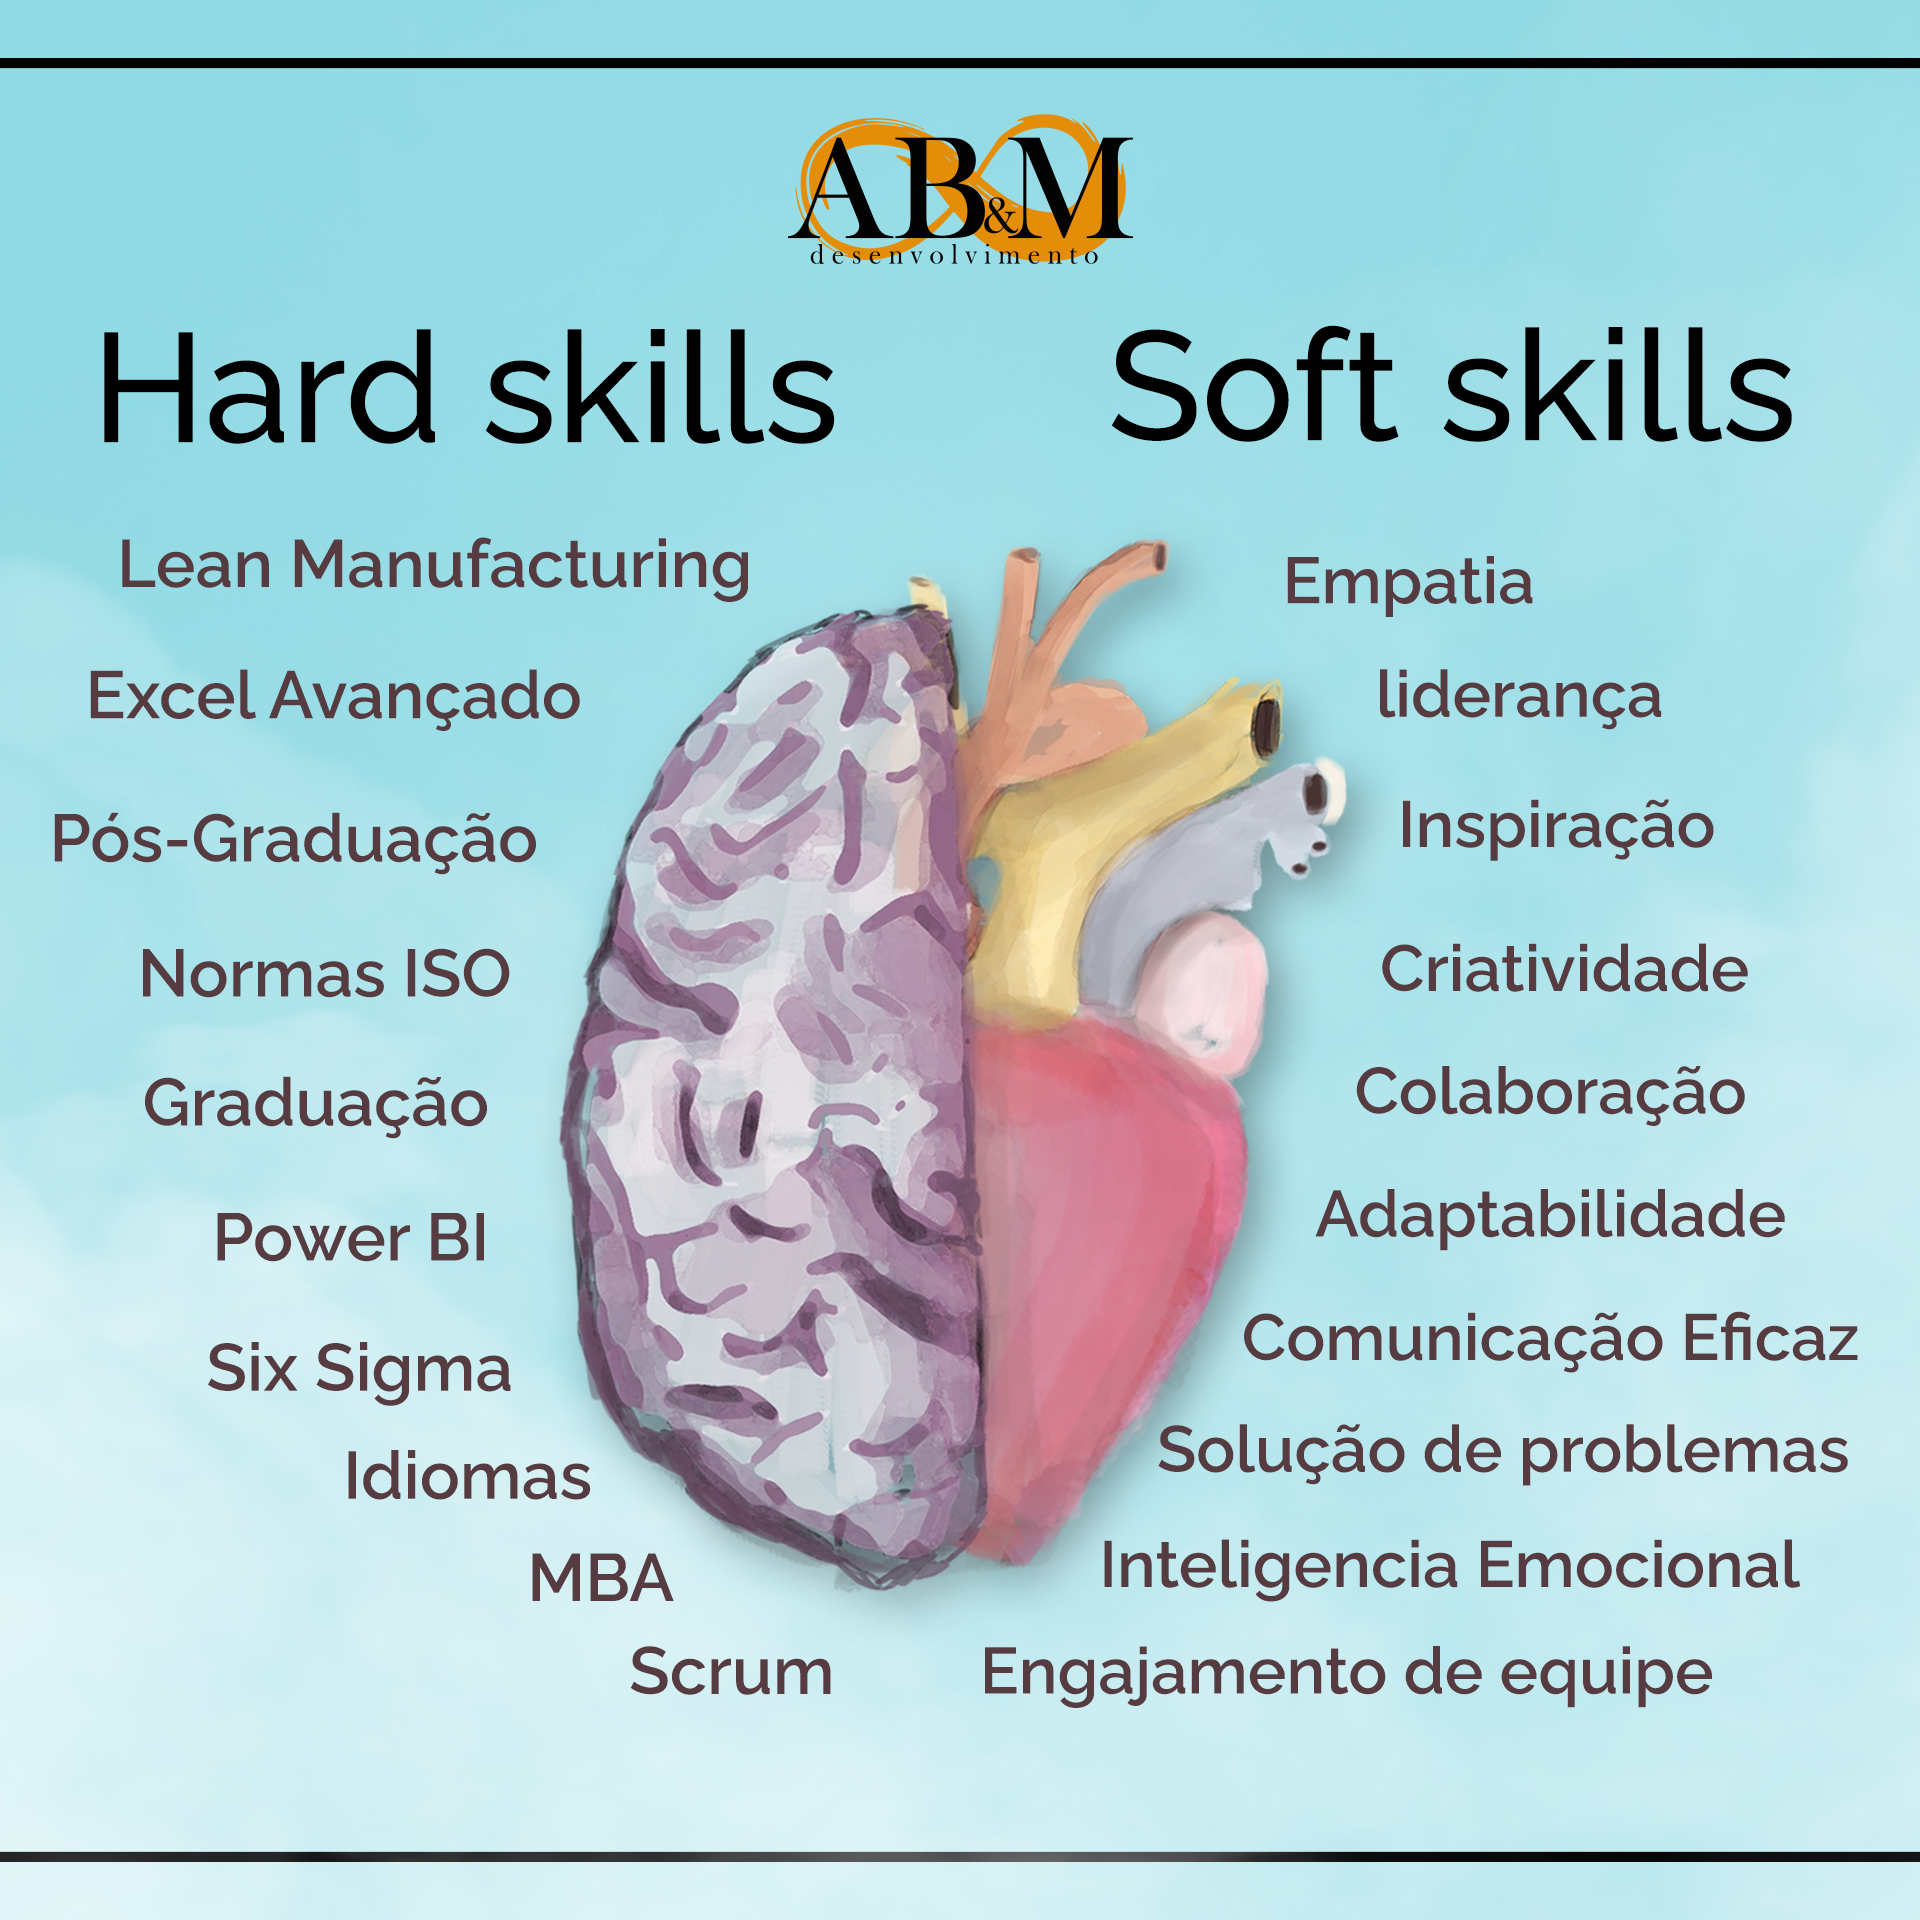 AB&M
desenvolvimento
Hard skills
Lean Manufacturing
Excel Avançado
Pós-Graduação
Normas ISO
Graduação
Power BI
Six Sigma
Idiomas
MBA
Scrum
Soft skills
Empatia
liderança
Inspiração
Criatividade
Colaboração
Adaptabilidade
Comunicação Eficaz
Solução de problemas
Inteligencia Emocional
Engajamento de equipe